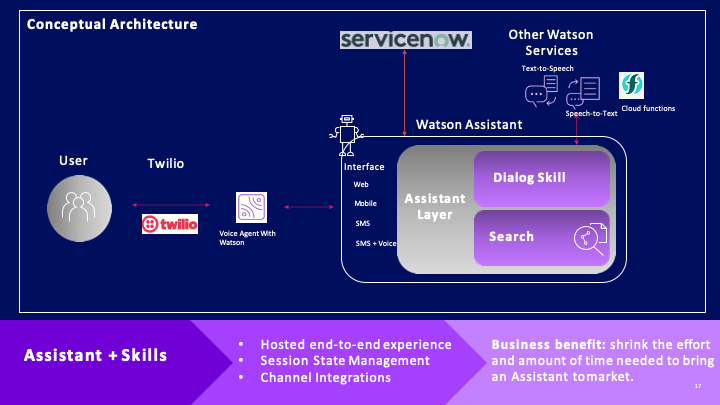 Conceptual Architecture
servicenow.
Other Watson
Services
Text-to-Speech
Speech-to-Text
Cloud functions
Watson Assistant
User
Twilio
twilio
Voice Agent With
Watson
Interface
Web
Mobile
SMS
SMS + Voice
Assistant
Layer
Dialog Skill
Search
Assistant + Skills
• Hosted end-to-end experience
• Session State Management
• Channel Integrations
Business benefit: shrink the effort
and amount of time needed to bring
an Assistant tomarket.
17